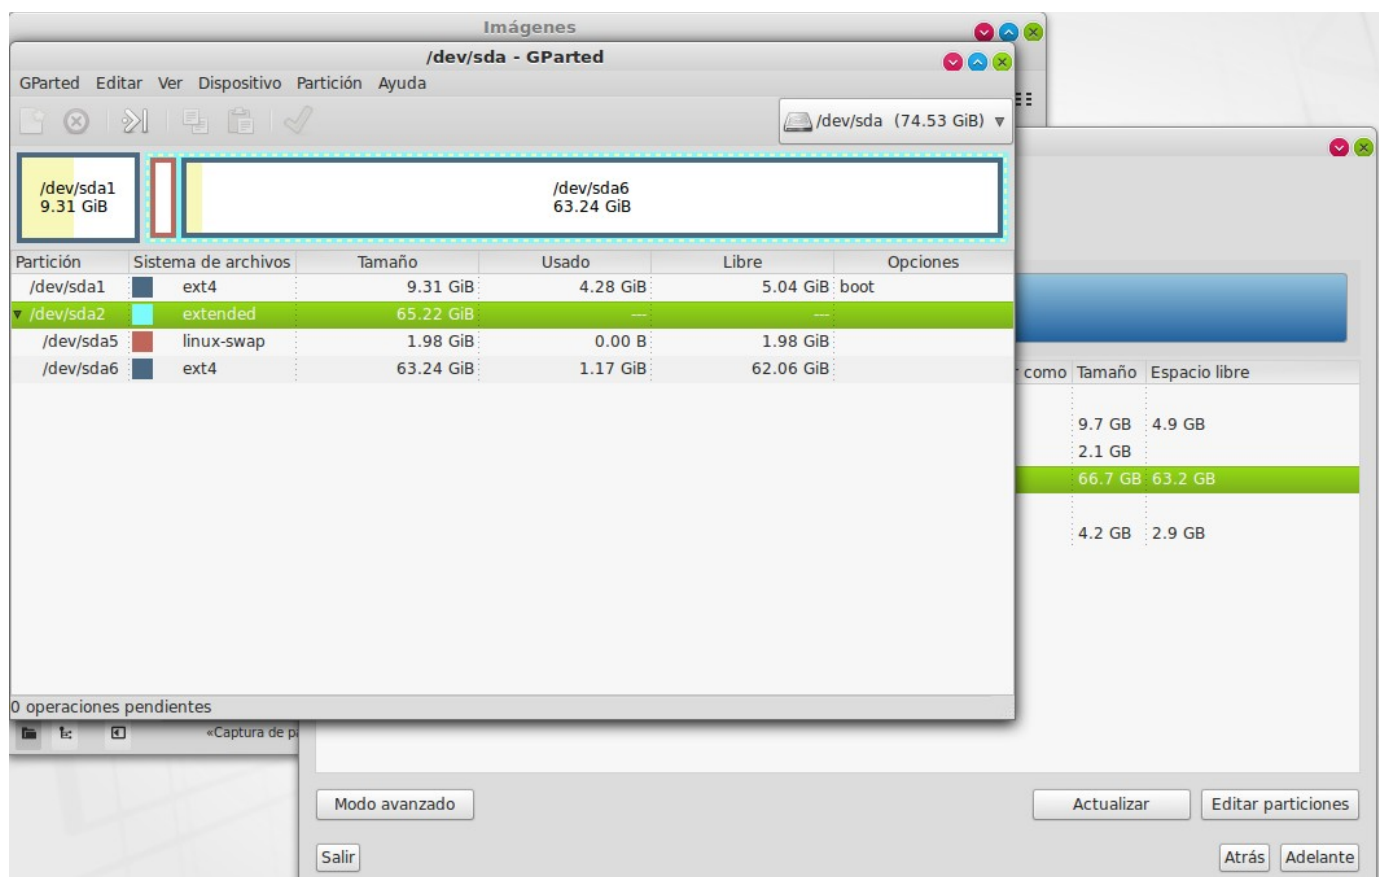 Imágenes
/dev/sda - GParted
GParted Editar Ver Dispositivo Partición Ayuda
/dev/sda (74.53 GiB)
/dev/sda1
9.31 GiB
/dev/sda6
63.24 GiB
Partición Sistema de archivos Tamaño Usado Libre Opciones
/dev/sda1 ext4 9.31 GiB 4.28 GiB 5.04 GiB boot
/dev/sda2 extended 65.22 GiB --- ---
/dev/sda5 linux-swap 1.98 GiB 0.00 B 1.98 GiB
/dev/sda6 ext4 63.24 GiB 1.17 GiB 62.06 GiB
como Tamaño Espacio libre
9.7 GB 4.9 GB
2.1 GB
66.7 GB 63.2 GB
4.2 GB 2.9 GB
0 operaciones pendientes
«Captura de
Modo avanzado Actualizar Editar particiones
Salir Atrás Adelante